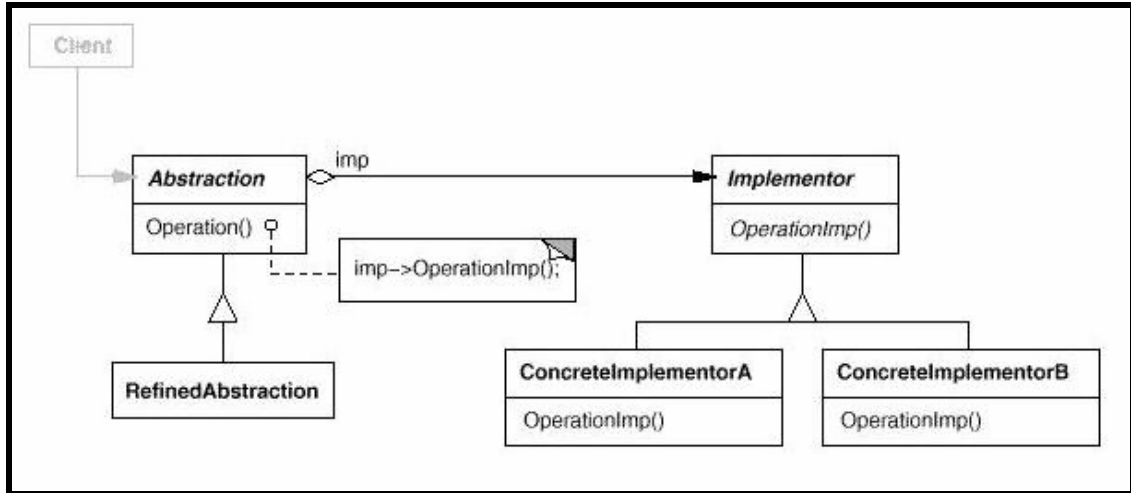 Client
imp
Abstraction
Implementor
Operation()
OperationImp()
imp->OperationImp();
RefinedAbstraction
ConcreteImplementorA
ConcreteImplementorB
OperationImp()
OperationImp()